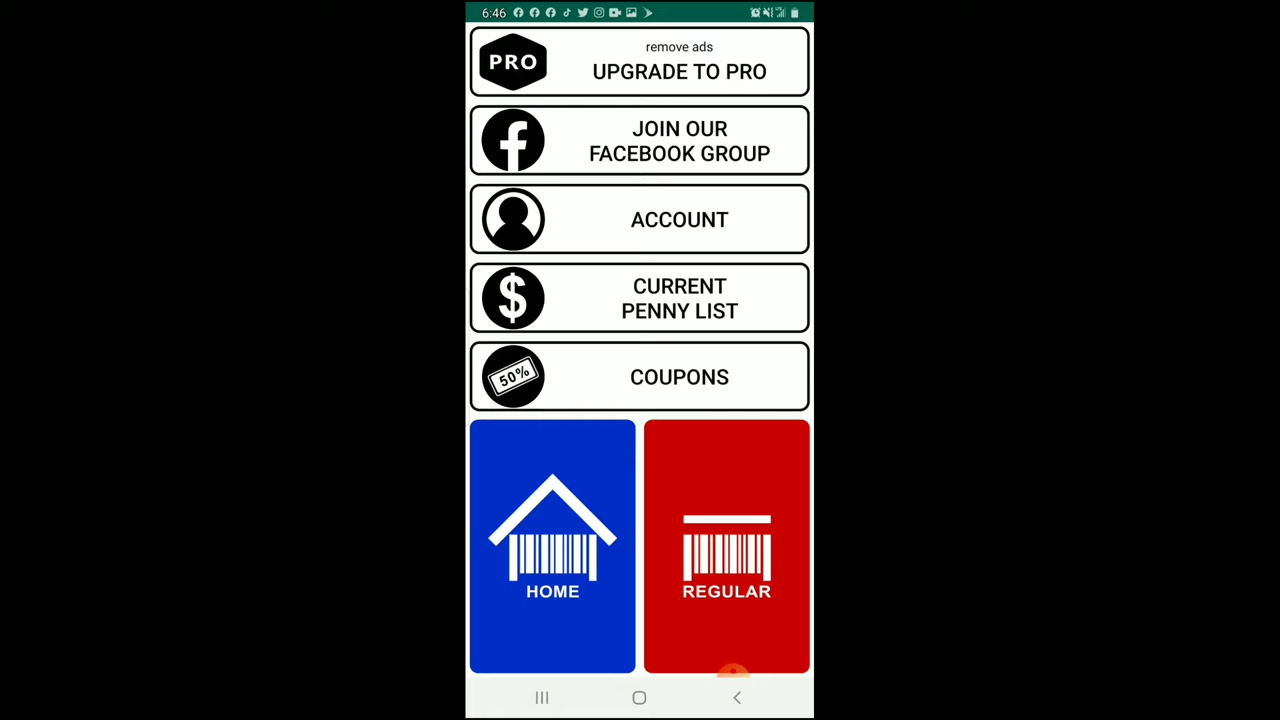 6:46
PRO
remove ads
UPGRADE TO PRO
JOIN OUR
FACEBOOK GROUP
ACCOUNT
$
CURRENT
PENNY LIST
50%
COUPONS
HOME
REGULAR